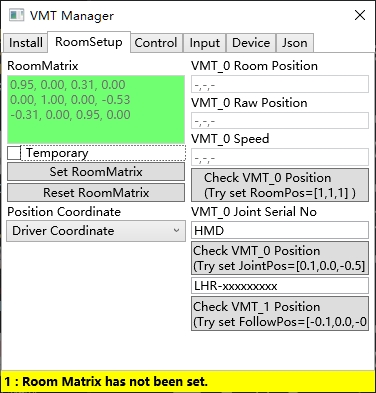 VMT Manager
Install RoomSetup Control Input Device Json
RoomMatrix
0.95, 0.00, 0.31, 0.00
0.00, 1.00, 0.00, -0.53
-0.31, 0.00, 0.95, 0.00
Temporary
Set RoomMatrix
Reset RoomMatrix
Position Coordinate
Driver Coordinate
VMT_0 Room Position
-,-,-
VMT_0 Raw Position
-,-,-
VMT_0 Speed
-,-,-
Check VMT_0 Position
(Try set RoomPos=[1,1,1] )
VMT_0 Joint Serial No
HMD
Check VMT_0 Position
(Try set JointPos=[0.1,0.0,-0.5]
LHR-xxxxxxxxx
Check VMT_1 Position
(Try set FollowPos=[-0.1,0.0,-0
1 : Room Matrix has not been set.